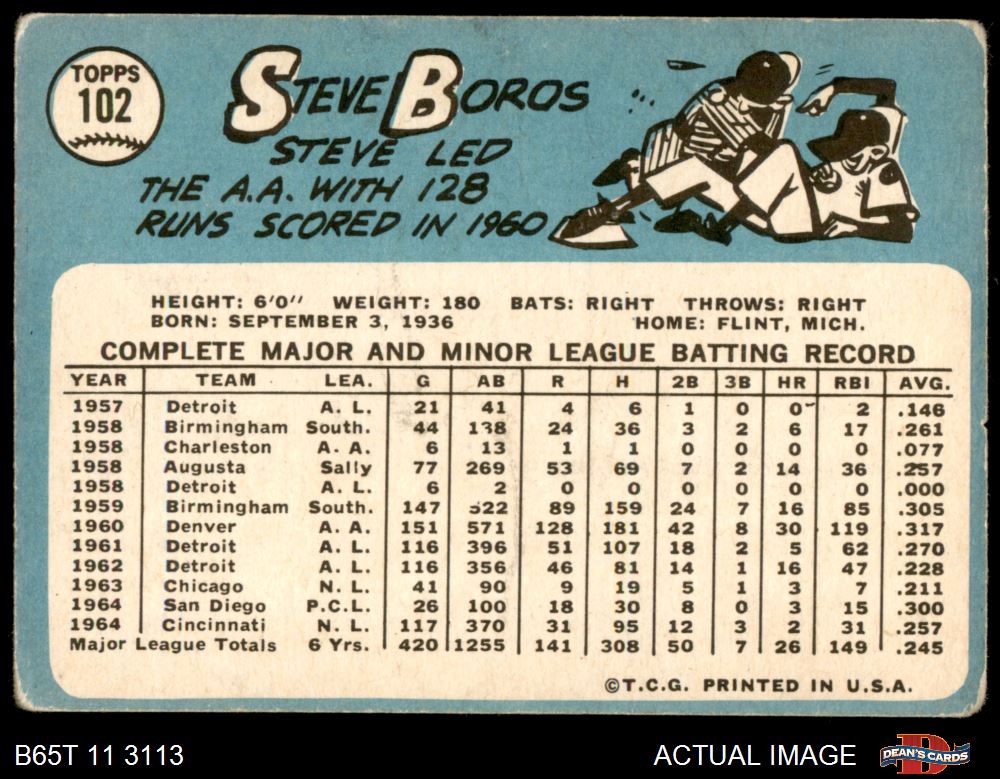 TOPPS
102
STEVE BOROS
STEVE LED
THE A.A. WITH 128
RUNS SCORED IN 1960
HEIGHT: 6'0" WEIGHT: 180 BATS: RIGHT THROWS: RIGHT
BORN: SEPTEMBER 3, 1936 HOME: FLINT, MICH.
COMPLETE MAJOR AND MINOR LEAGUE BATTING RECORD
YEAR TEAM LEA. G AB R H 2B 3B HR RBI AVG.
1957 Detroit A. L. 21 41 4 6 1 0 0 2 .146
1958 Birmingham South. 44 138 24 36 3 2 6 17 .261
1958 Charleston A. A. 6 13 1 1 0 0 0 0 .077
1958 Augusta Sally 77 269 53 69 7 2 14 36 .257
1958 Detroit A. L. 6 2 0 0 0 0 0 0 .000
1959 Birmingham South. 147 522 89 159 24 7 16 85 .305
1960 Denver A. A. 151 571 128 181 42 8 30 119 .317
1961 Detroit A. L. 116 396 51 107 18 2 5 62 .270
1962 Detroit A. L. 116 356 46 81 14 1 16 47 .228
1963 Chicago N. L. 41 90 9 19 5 1 3 7 .211
1964 San Diego P.C.L. 26 100 18 30 8 0 3 15 .300
1964 Cincinnati N. L. 117 370 31 95 12 3 2 31 .257
Major League Totals 6 Yrs. 420 1255 141 308 50 7 26 149 .245
©T.C.G. PRINTED IN U.S.A.
B65T 11 3113 ACTUAL IMAGE DEAN'S CARDS